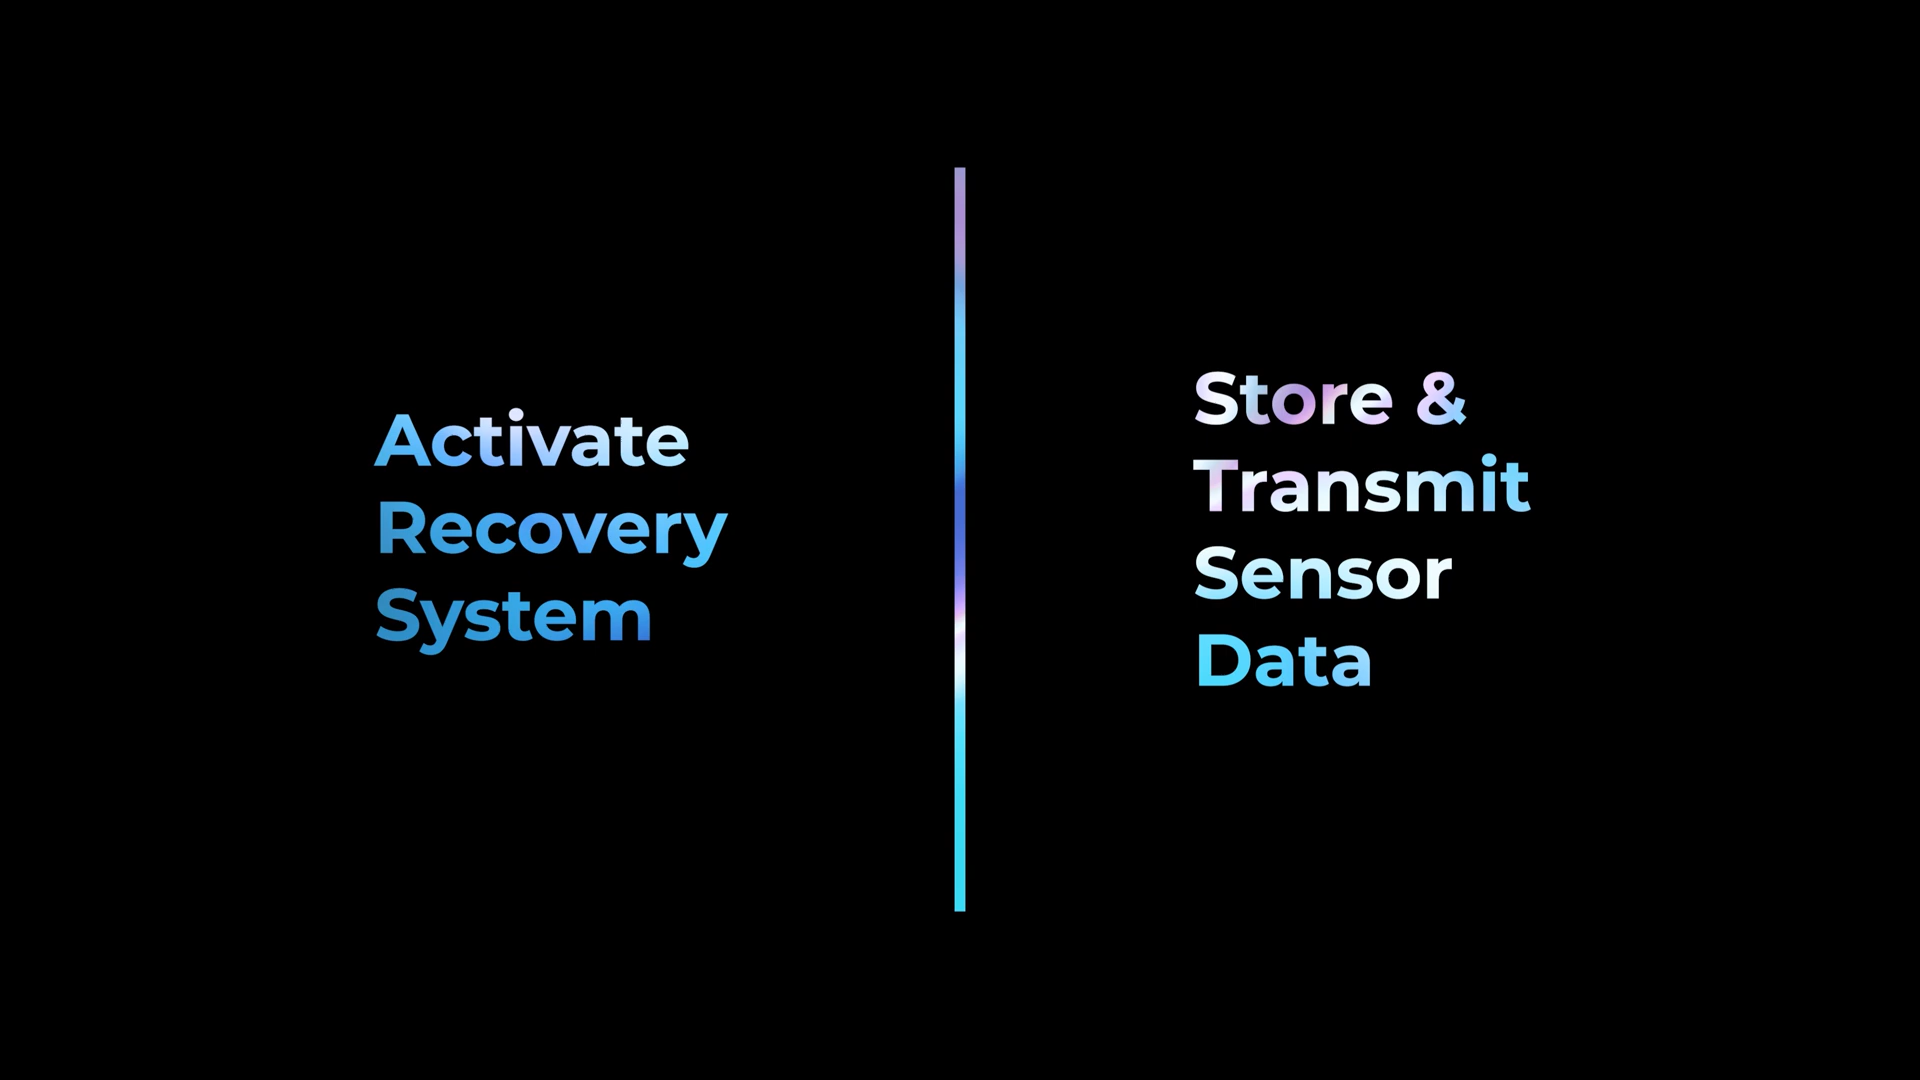 Activate
Recovery
System
Store &
Transmit
Sensor
Data